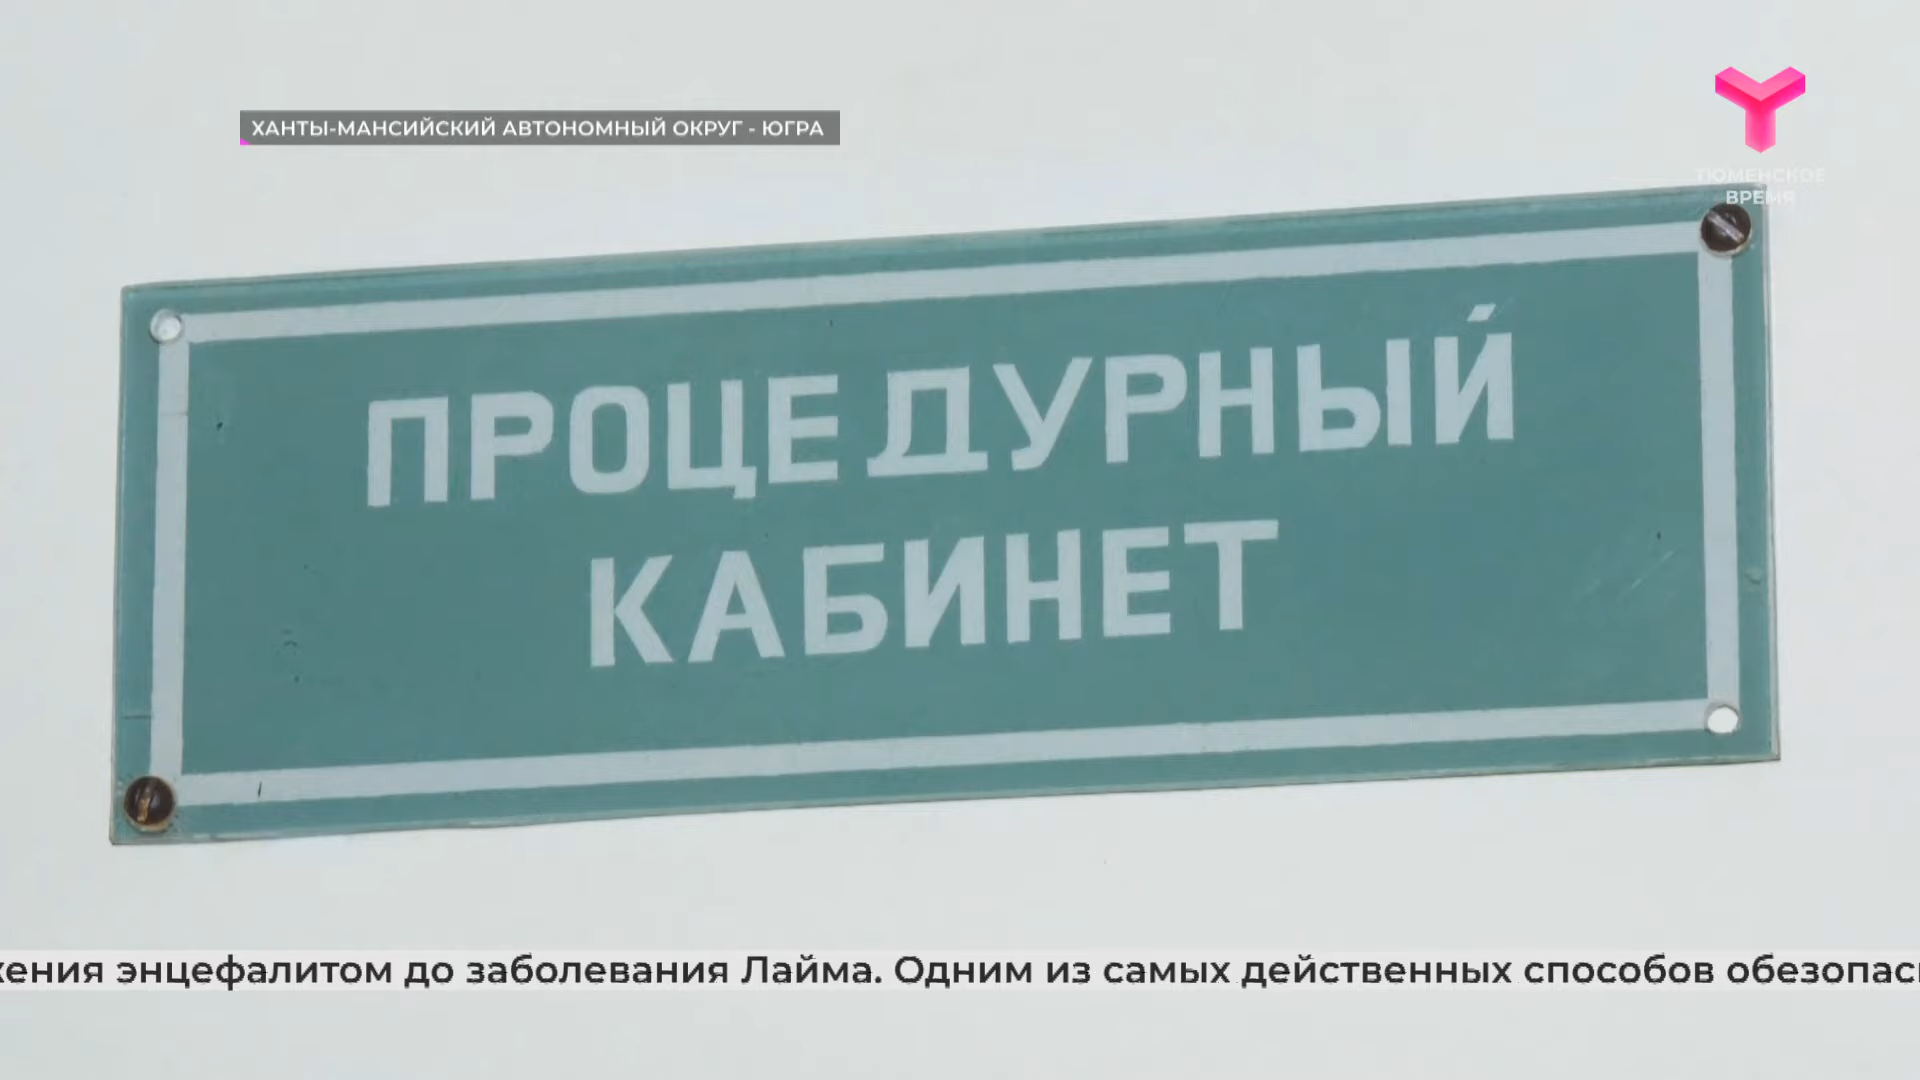 ХАНТЫ-МАНСИЙСКИЙ АВТОНОМНЫЙ ОКРУГ - ЮГРА
ТЮМЕНСКОЕ
ВРЕМЯ
ПРОЦЕДУРНЫЙ
КАБИНЕТ
жения энцефалитом до заболевания Лайма. Одним из самых действенных способов обезопас